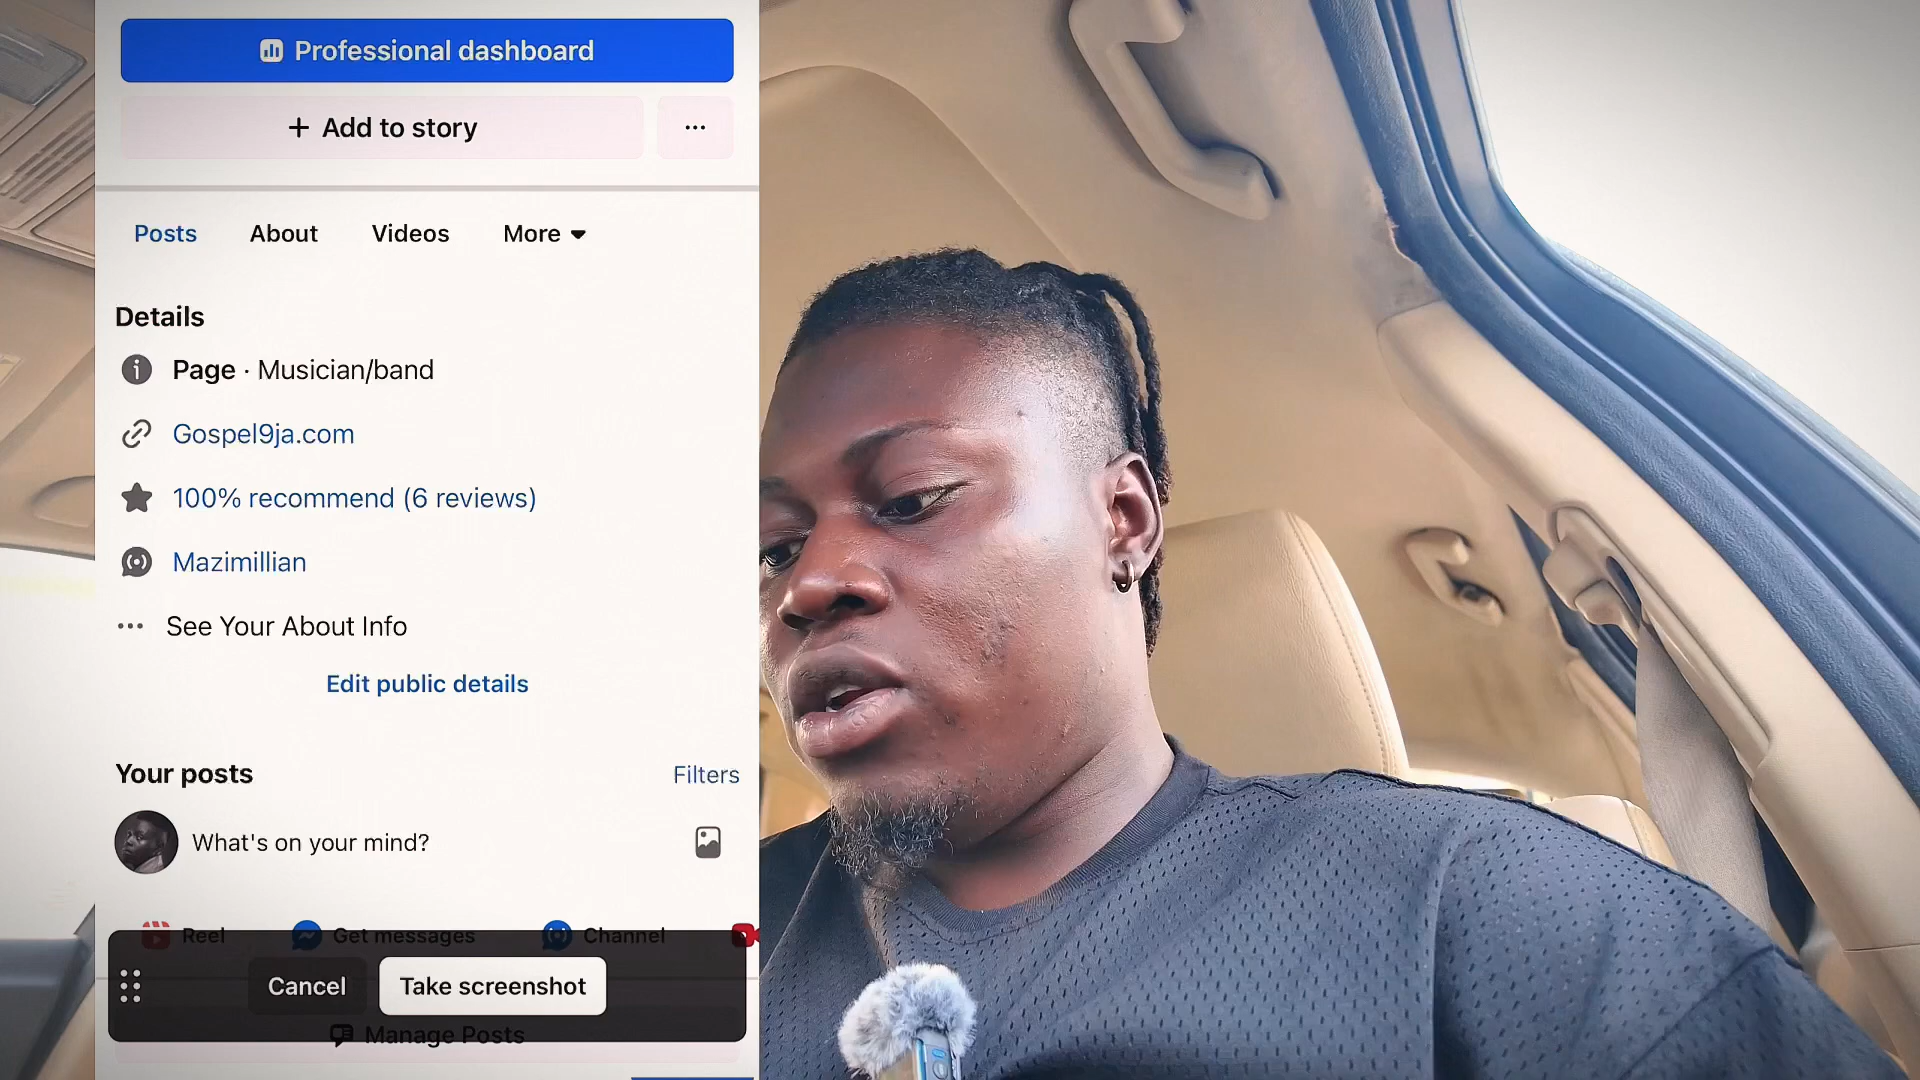 Professional dashboard
+ Add to story
...
Posts About Videos More
Details
Page · Musician/band
Gospel9ja.com
100% recommend (6 reviews)
Mazimillian
See Your About Info
Edit public details
Your posts Filters
What's on your mind?
Reel Get messages Channel
Cancel Take screenshot
Manage Posts